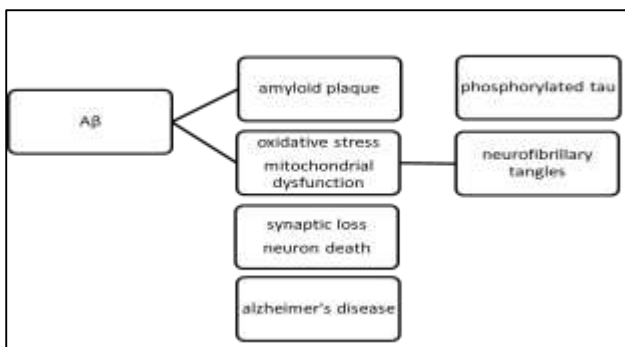 Aβ
amyloid plaque
phosphorylated tau
oxidative stress
mitochondrial
dysfunction
neurofibrillary
tangles
synaptic loss
neuron death
alzheimer's disease